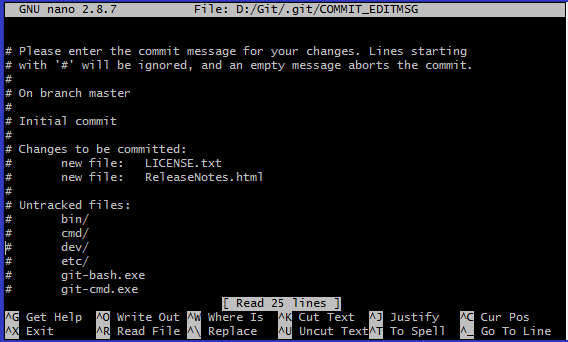 GNU nano 2.8.7 File: D:/Git/.git/COMMIT_EDITMSG
# Please enter the commit message for your changes. Lines starting
# with '#' will be ignored, and an empty message aborts the commit.
#
# On branch master
#
# Initial commit
#
# Changes to be committed:
#       new file:   LICENSE.txt
#       new file:   ReleaseNotes.html
#
# Untracked files:
#       bin/
#       cmd/
#       dev/
#       etc/
#       git-bash.exe
#       git-cmd.exe
[ Read 25 lines ]
^G Get Help ^O Write Out ^W Where Is ^K Cut Text ^J Justify ^C Cur Pos
^X Exit ^R Read File ^\ Replace ^U Uncut Text ^T To Spell ^_ Go To Line